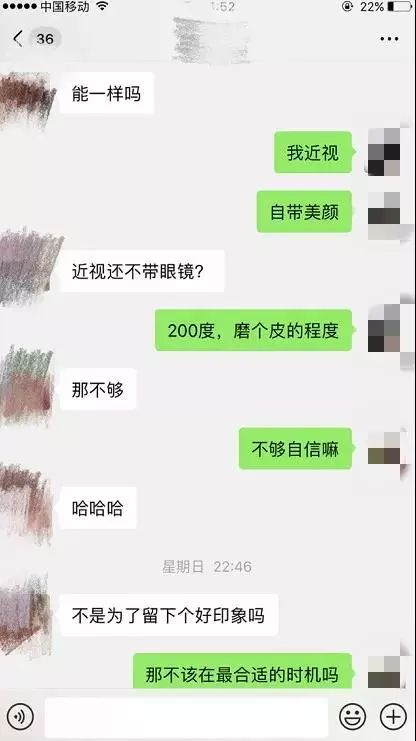 中国移动 1:52 22%
36
能一样吗
我近视
自带美颜
近视还不带眼镜?
200度，磨个皮的程度
那不够
不够自信嘛
哈哈哈
星期日 22:46
不是为了留下个好印象吗
那不该在最合适的时机吗